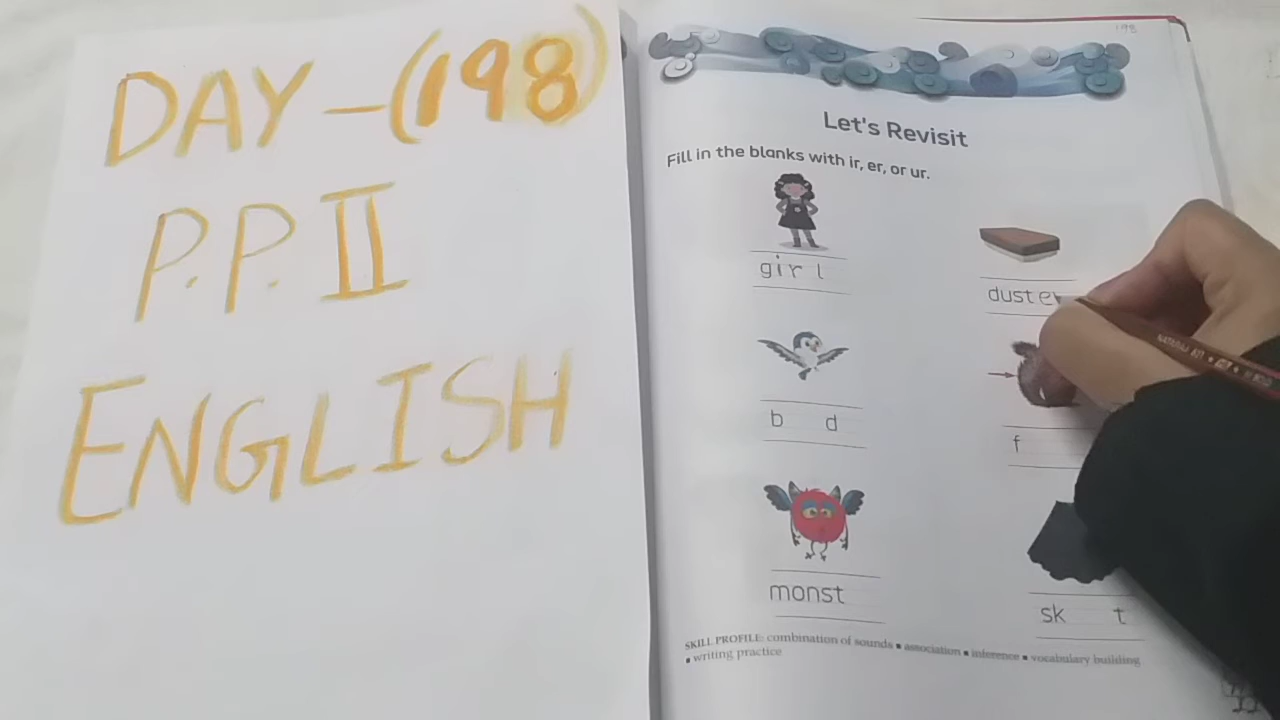 DAY-(198)
P.P.II
ENGLISH
198
Let's Revisit
Fill in the blanks with ir, er, or ur.
girl
duster
b d
f
monst
sk t
SKILL PROFILE: combination of sounds ▪ association ▪ inference ▪ vocabulary building
▪ writing practice